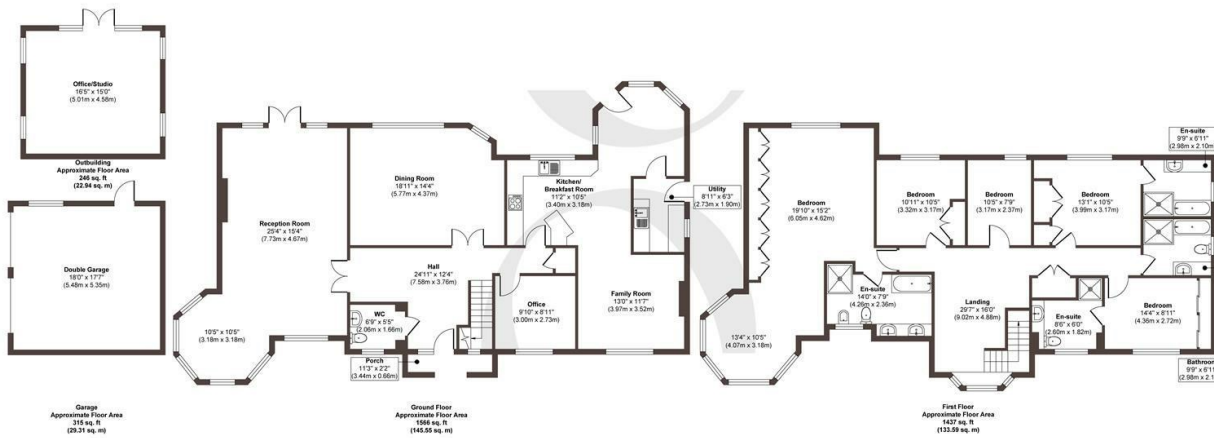 Office/Studio
16'5" x 15'0"
(5.01m x 4.58m)
Outbuilding
Approximate Floor Area
246 sq. ft
(22.94 sq. m)
Double Garage
18'0" x 17'7"
(5.48m x 5.35m)
Garage
Approximate Floor Area
315 sq. ft
(29.31 sq. m)
Reception Room
25'4" x 15'4"
(7.73m x 4.67m)
10'5" x 10'5"
(3.18m x 3.18m)
Dining Room
18'11" x 14'4"
(5.77m x 4.37m)
Kitchen/
Breakfast Room
11'2" x 10'5"
(3.40m x 3.18m)
Utility
8'11" x 6'3"
(2.73m x 1.90m)
Hall
24'11" x 12'4"
(7.58m x 3.76m)
WC
6'9" x 5'5"
(2.06m x 1.66m)
Office
9'10" x 8'11"
(3.00m x 2.73m)
Family Room
13'0" x 11'7"
(3.97m x 3.52m)
Porch
11'3" x 2'2"
(3.44m x 0.66m)
Ground Floor
Approximate Floor Area
1566 sq. ft
(145.55 sq. m)
Bedroom
19'10" x 15'2"
(6.05m x 4.62m)
13'4" x 10'5"
(4.07m x 3.18m)
Bedroom
10'11" x 10'5"
(3.32m x 3.17m)
Bedroom
10'5" x 7'9"
(3.17m x 2.37m)
Bedroom
13'1" x 10'5"
(3.99m x 3.17m)
En-suite
9'9" x 6'11"
(2.98m x 2.10m)
En-suite
14'0" x 7'9"
(4.26m x 2.36m)
Landing
29'7" x 16'0"
(9.02m x 4.88m)
En-suite
8'6" x 6'0"
(2.60m x 1.82m)
Bedroom
14'4" x 8'11"
(4.36m x 2.72m)
Bathroom
9'9" x 6'11"
(2.98m x 2.1
First Floor
Approximate Floor Area
1437 sq. ft
(133.59 sq. m)